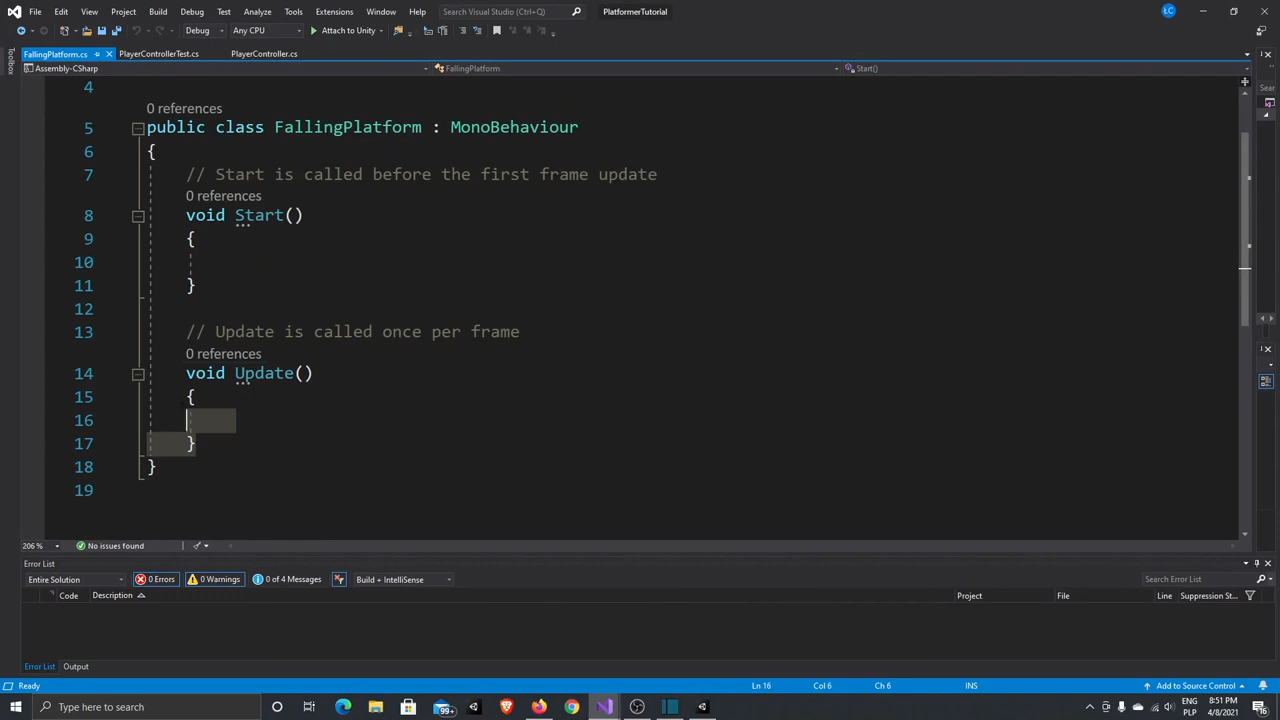 File Edit View Git Project Build Debug Test Analyze Tools Extensions Window Help Search Visual Studio PlatformerTutorial ŁC
Debug Any CPU Attach to Unity
FallingPlatform.cs PlayerControllerTest.cs PlayerController.cs
Assembly-CSharp FallingPlatform Start()
Toolbox
Sear
4
0 references
5 public class FallingPlatform : MonoBehaviour
6 {
7 // Start is called before the first frame update
0 references
8 void Start()
9 {
10
11 }
12
13 // Update is called once per frame
0 references
14 void Update()
15 {
16
17 }
18 }
19
206 % No issues found
Error List
Entire Solution 0 Errors 0 Warnings 0 of 4 Messages Build + IntelliSense Search Error List
Code Description Project File Line Suppression St...
Error List Output
Ready Ln 16 Col 6 Ch 6 INS Add to Source Control
Type here to search 99+ ENG 8:51 PM
PLP 4/8/2021 16